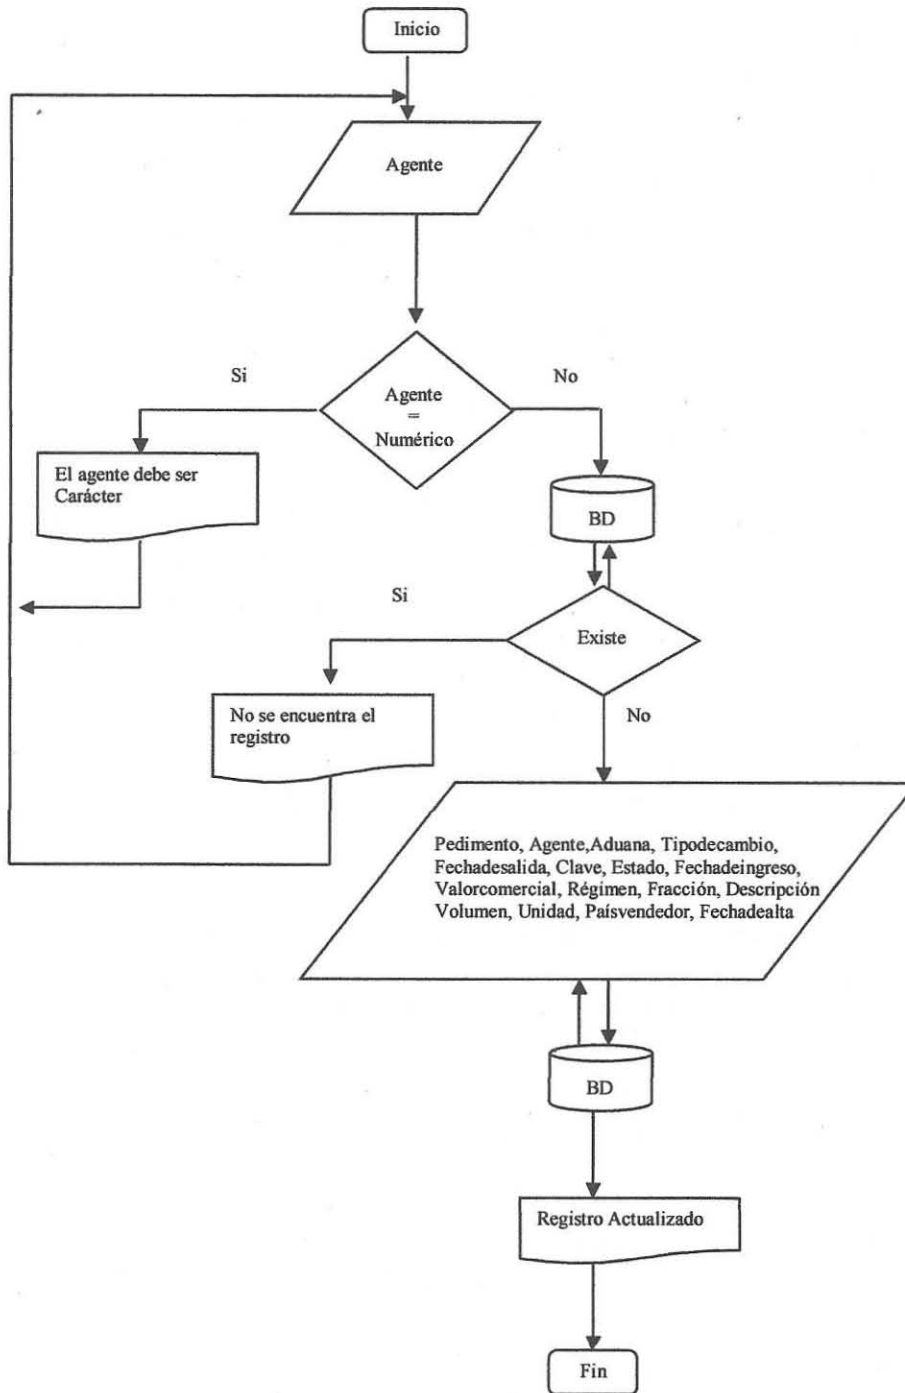 Inicio
Agente
Si
No
Agente
=
Numérico
El agente debe ser
Carácter
BD
Si
Existe
No se encuentra el
registro
No
Pedimento, Agente,Aduana, Tipodecambio,
Fechadesalida, Clave, Estado, Fechadeingreso,
Valorcomercial, Régimen, Fracción, Descripción
Volumen, Unidad, Paísvendedor, Fechadealta
BD
Registro Actualizado
Fin